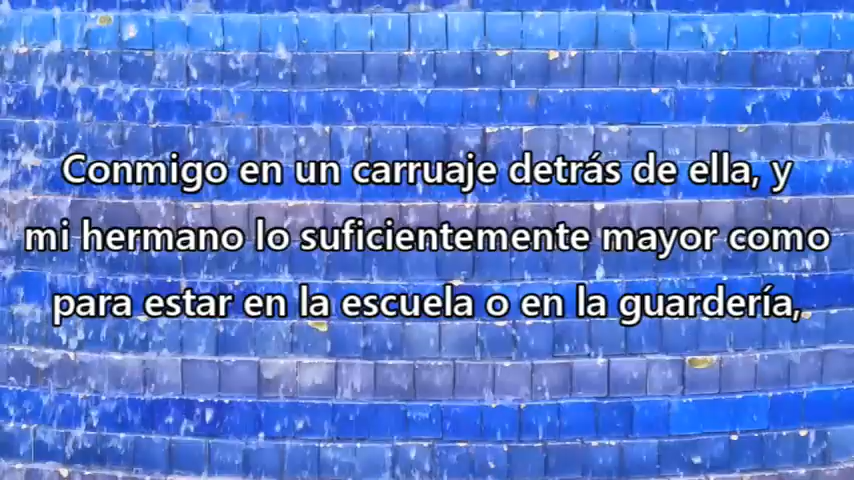 Conmigo en un carruaje detrás de ella, y
mi hermano lo suficientemente mayor como
para estar en la escuela o en la guardería,